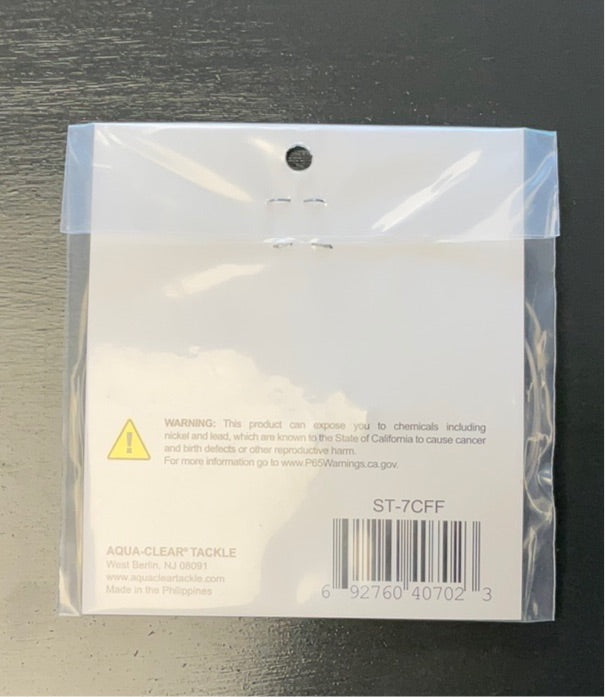 WARNING: This product can expose you to chemicals including
nickel and lead, which are known to the State of California to cause cancer
and birth defects or other reproductive harm.
For more information go to www.P65Warnings.ca.gov.
ST-7CFF
AQUA-CLEAR® TACKLE
West Berlin, NJ 08091
www.aquacleartackle.com
Made in the Philippines
6 92760 40702 3